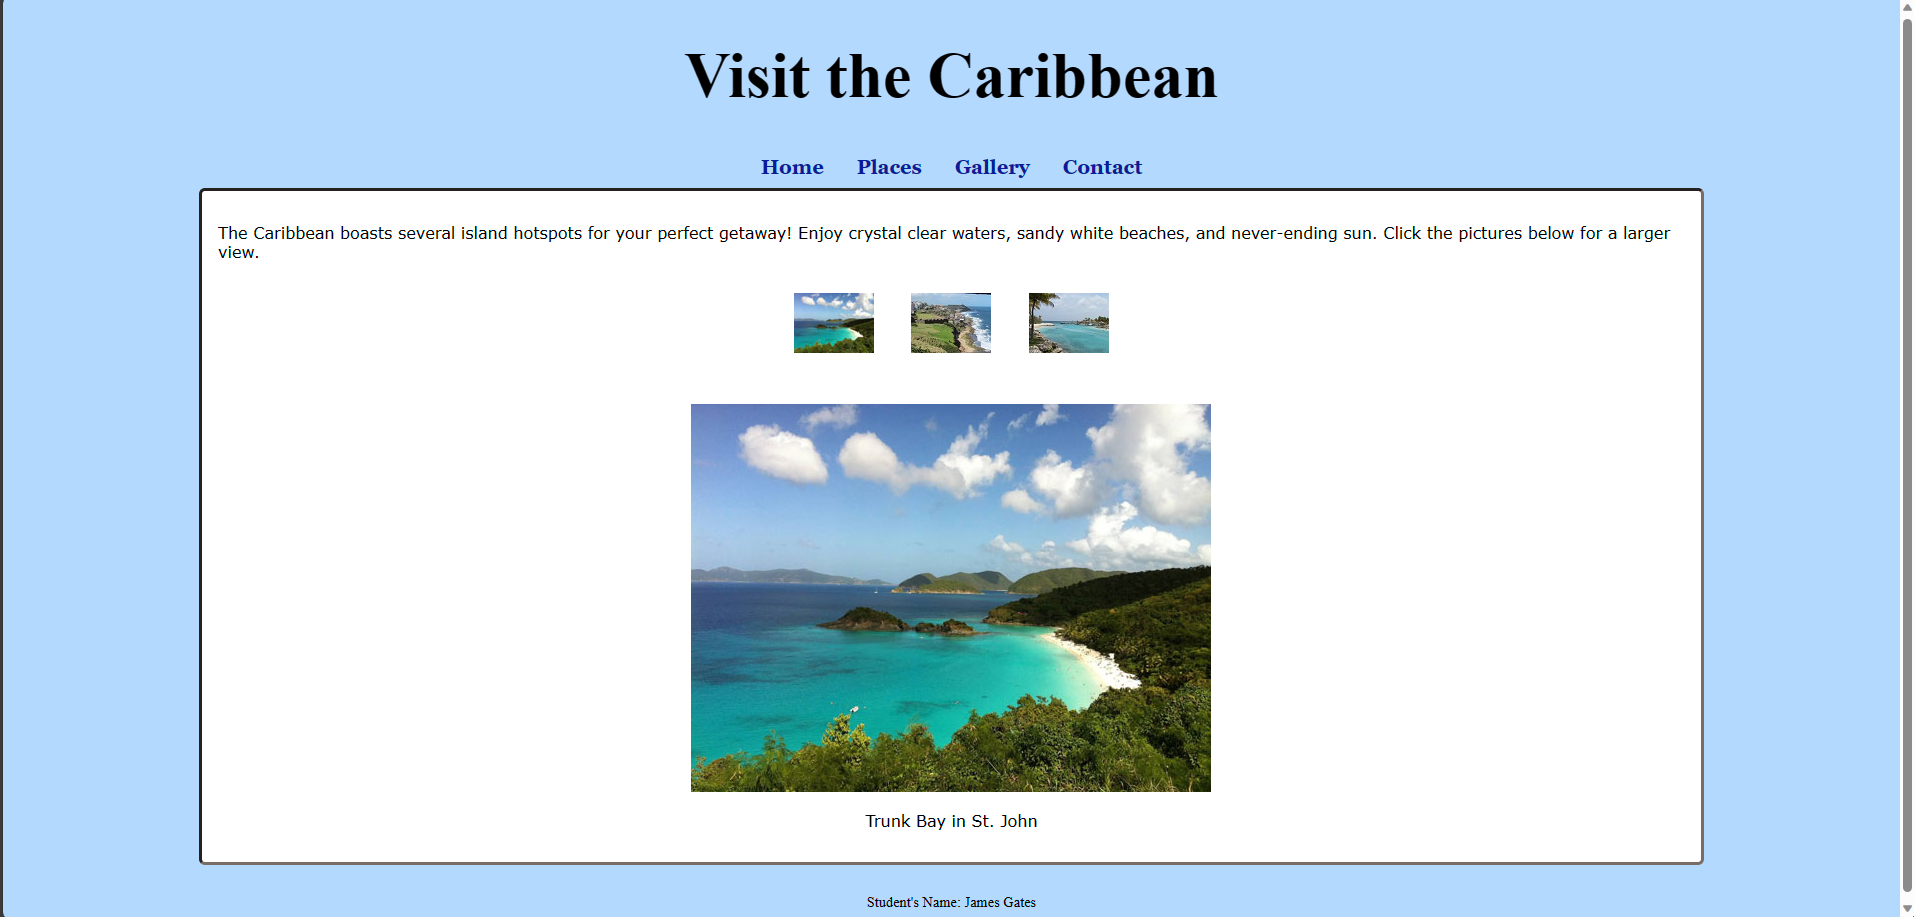 Visit the Caribbean
Home Places Gallery Contact
The Caribbean boasts several island hotspots for your perfect getaway! Enjoy crystal clear waters, sandy white beaches, and never-ending sun. Click the pictures below for a larger
view.
Trunk Bay in St. John
Student's Name: James Gates